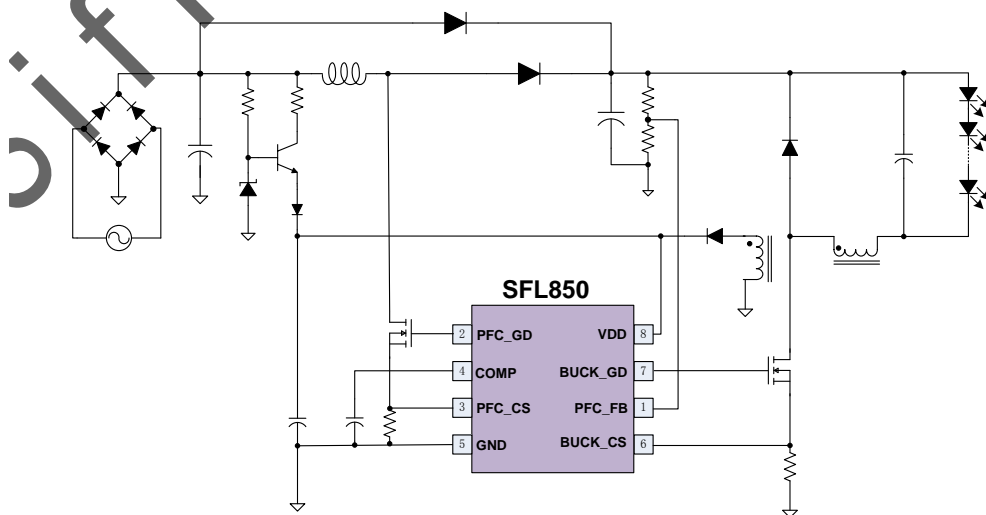 SFL850
2 PFC_GD VDD 8
4 COMP BUCK_GD 7
3 PFC_CS PFC_FB 1
5 GND BUCK_CS 6